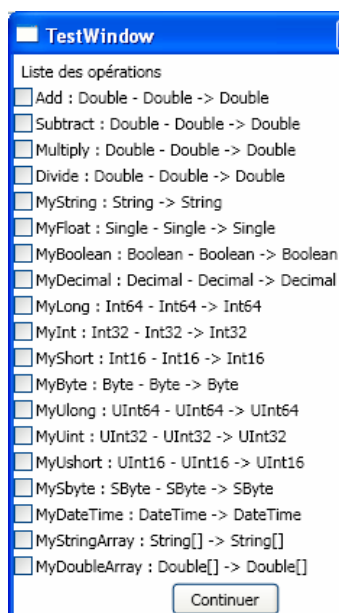 TestWindow
Liste des opérations
Add : Double - Double -> Double
Subtract : Double - Double -> Double
Multiply : Double - Double -> Double
Divide : Double - Double -> Double
MyString : String -> String
MyFloat : Single - Single -> Single
MyBoolean : Boolean - Boolean -> Boolean
MyDecimal : Decimal - Decimal -> Decimal
MyLong : Int64 - Int64 -> Int64
MyInt : Int32 - Int32 -> Int32
MyShort : Int16 - Int16 -> Int16
MyByte : Byte - Byte -> Byte
MyUlong : UInt64 - UInt64 -> UInt64
MyUint : UInt32 - UInt32 -> UInt32
MyUshort : UInt16 - UInt16 -> UInt16
MySbyte : SByte - SByte -> SByte
MyDateTime : DateTime -> DateTime
MyStringArray : String[] -> String[]
MyDoubleArray : Double[] -> Double[]
Continuer